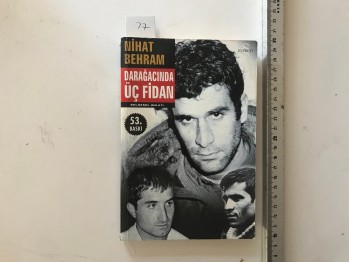 77
NİHAT
BEHRAM
DARAĞACINDA
ÜÇ FİDAN
53.
BASKI